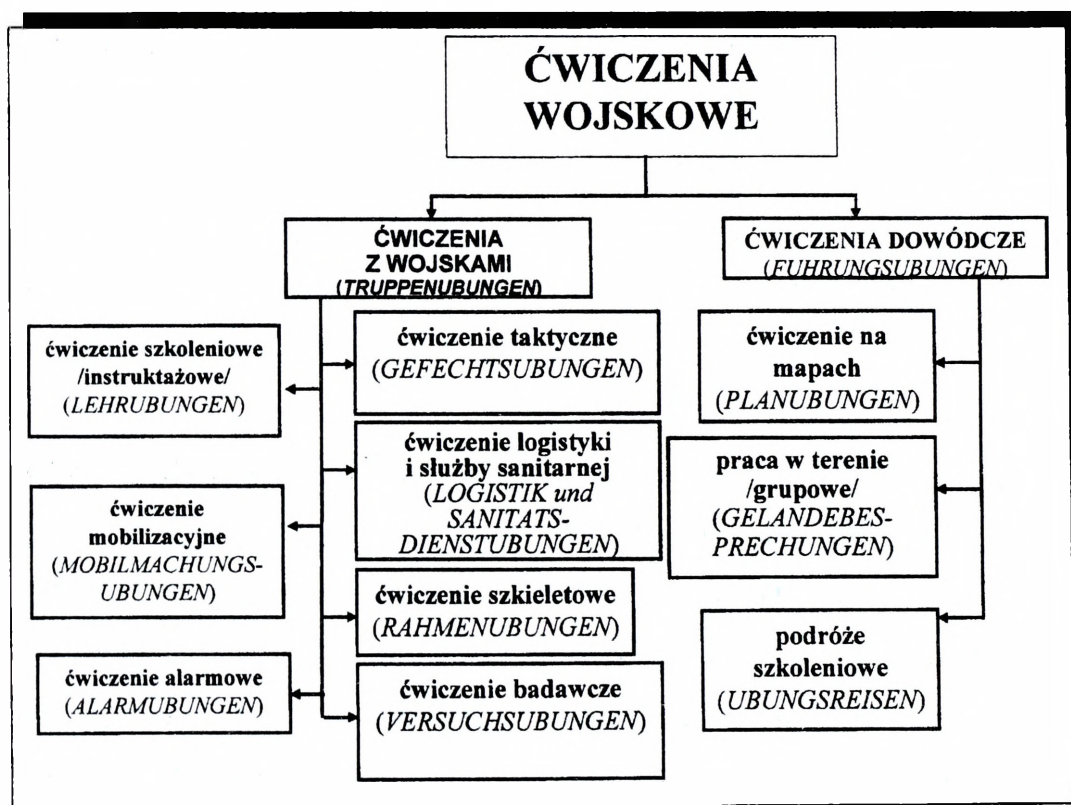 ĆWICZENIA
WOJSKOWE
ĆWICZENIA
Z WOJSKAMI
(TRUPPENUBUNGEN)
ĆWICZENIA DOWÓDCZE
(FUHRUNGSUBUNGEN)
ćwiczenie szkoleniowe
/instruktażowe/
(LEHRUBUNGEN)
ćwiczenie
mobilizacyjne
(MOBILMACHUNGS-
UBUNGEN)
ćwiczenie alarmowe
(ALARMUBUNGEN)
ćwiczenie taktyczne
(GEFECHTSUBUNGEN)
ćwiczenie logistyki
i służby sanitarnej
(LOGISTIK und
SANITATS-
DIENSTUBUNGEN)
ćwiczenie szkieletowe
(RAHMENUBUNGEN)
ćwiczenie badawcze
(VERSUCHSUBUNGEN)
ćwiczenie na
mapach
(PLANUBUNGEN)
praca w terenie
/grupowe/
(GELANDEBES-
PRECHUNGEN)
podróże
szkoleniowe
(UBUNGSREISEN)